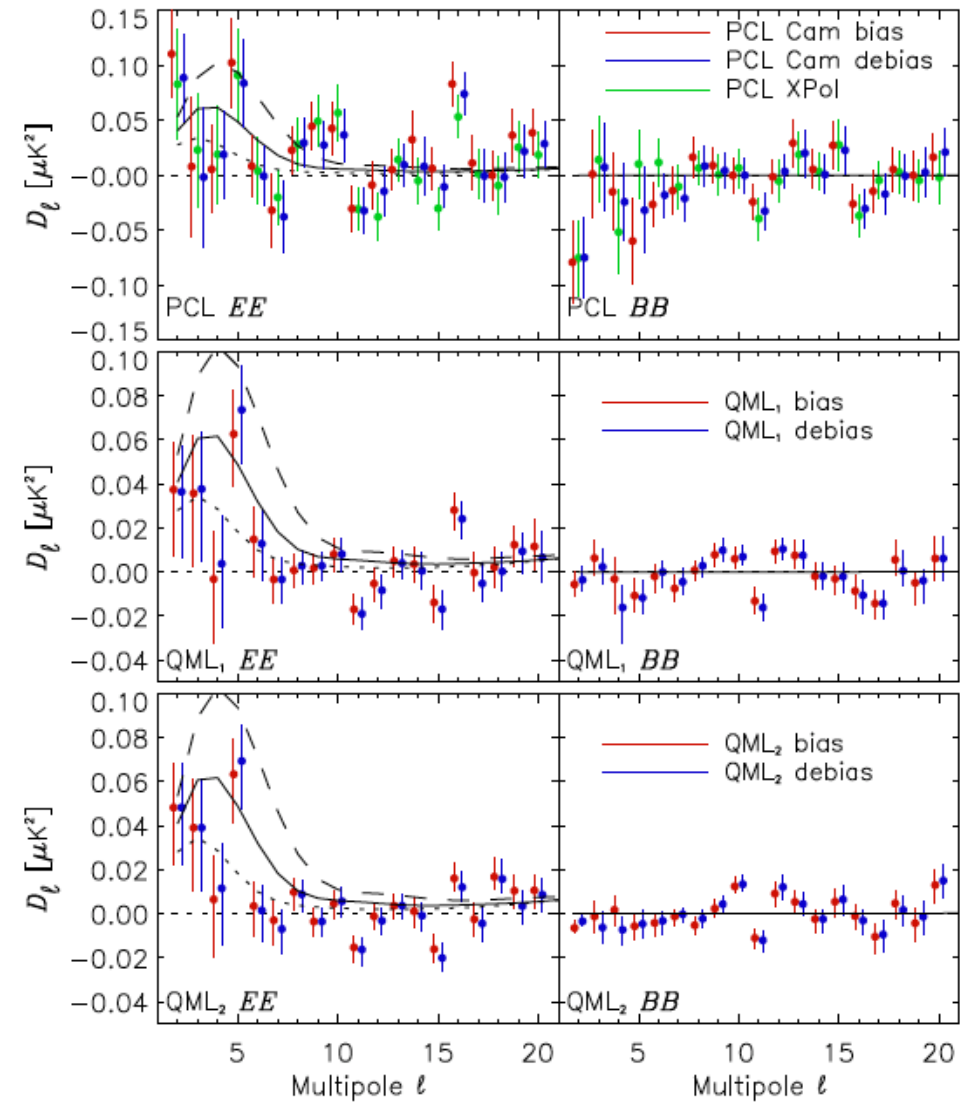 0.15
0.10
0.05
−0.00
−0.05
−0.10
−0.15
D_ℓ [μK²]
PCL EE
PCL Cam bias
PCL Cam debias
PCL XPol
PCL BB
0.10
0.08
0.06
0.04
0.02
0.00
−0.02
−0.04
D_ℓ [μK²]
QML₁ EE
QML₁ bias
QML₁ debias
QML₁ BB
0.10
0.08
0.06
0.04
0.02
0.00
−0.02
−0.04
D_ℓ [μK²]
QML₂ EE
QML₂ bias
QML₂ debias
QML₂ BB
5 10 15 20 5 10 15 20
Multipole ℓ Multipole ℓ